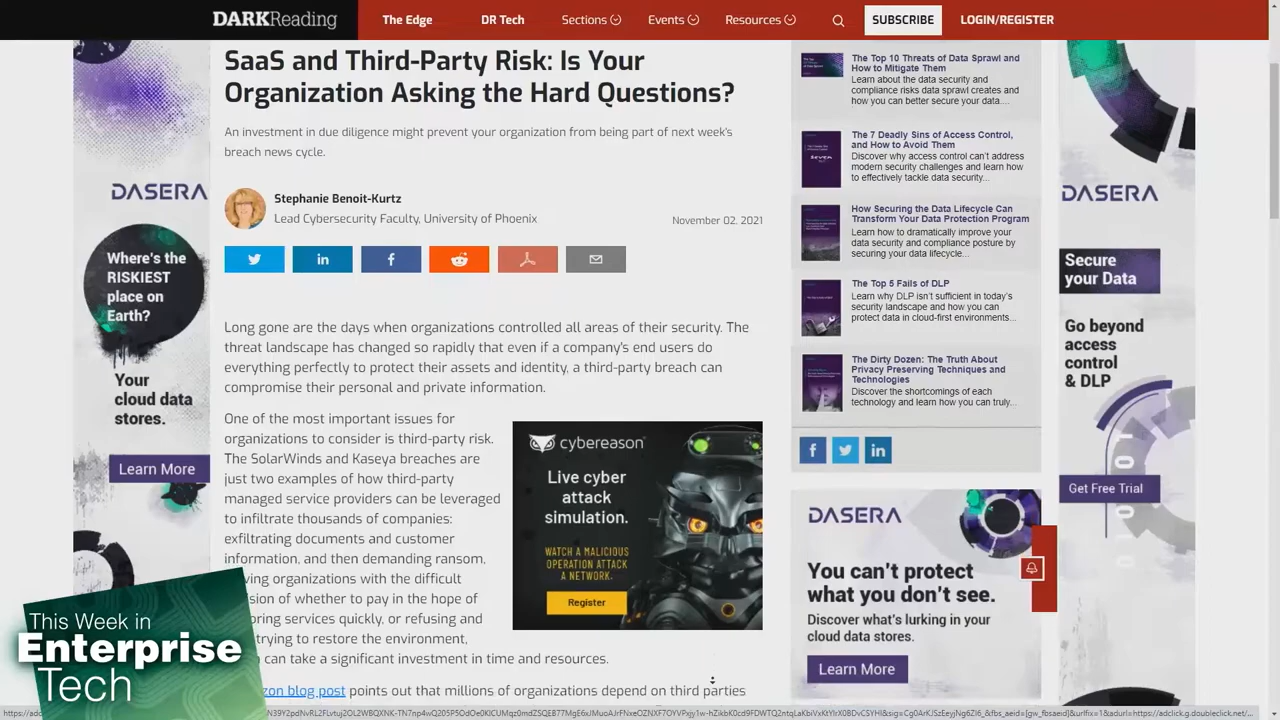 DARKReading
The Edge
DR Tech
Sections
Events
Resources
SUBSCRIBE
LOGIN/REGISTER
SaaS and Third-Party Risk: Is Your
Organization Asking the Hard Questions?
An investment in due diligence might prevent your organization from being part of next week's
breach news cycle.
Stephanie Benoit-Kurtz
Lead Cybersecurity Faculty, University of Phoenix
November 02, 2021
Long gone are the days when organizations controlled all areas of their security. The
threat landscape has changed so rapidly that even if a company's end users do
everything perfectly to protect their assets and identity, a third-party breach can
compromise their personal and private information.
One of the most important issues for
organizations to consider is third-party risk.
The SolarWinds and Kaseya breaches are
just two examples of how third-party
managed service providers can be leveraged
to infiltrate thousands of companies:
exfiltrating documents and customer
information, and then demanding ransom,
organizations with the difficult
of whether to pay in the hope of
services quickly, or refusing and
trying to restore the environment,
can take a significant investment in time and resources.
blog post points out that millions of organizations depend on third parties
cybereason
Live cyber
attack
simulation.
WATCH A MALICIOUS
OPERATION ATTACK
A NETWORK.
Register
The Top 10 Threats of Data Sprawl and
How to Mitigate Them
Learn about the data security and
compliance risks data sprawl creates and
how you can better secure your data....
The 7 Deadly Sins of Access Control,
and How to Avoid Them
Discover why access control can't address
modern security challenges and learn how
to effectively tackle data security...
How Securing the Data Lifecycle Can
Transform Your Data Protection Program
Learn how to dramatically improve your
data security and compliance posture by
securing your data lifecycle...
The Top 5 Fails of DLP
Learn why DLP isn't sufficient in today's
security landscape and how you can
protect data in cloud-first environments...
The Dirty Dozen: The Truth About
Privacy Preserving Techniques and
Technologies
Discover the shortcomings of each
technology and learn how you can truly...
DASERA
You can't protect
what you don't see.
Discover what's lurking in your
cloud data stores.
Learn More
DASERA
Where's the
RISKIEST
place on
Earth?
Your
cloud data
stores.
Learn More
DASERA
Secure
your Data
Go beyond
access
control
& DLP
Get Free Trial
This Week in
Enterprise
Tech